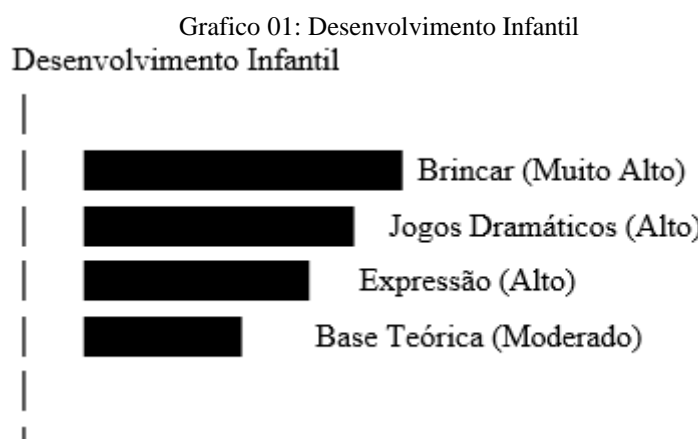 Grafico 01: Desenvolvimento Infantil
Desenvolvimento Infantil
Brincar (Muito Alto)
Jogos Dramáticos (Alto)
Expressão (Alto)
Base Teórica (Moderado)